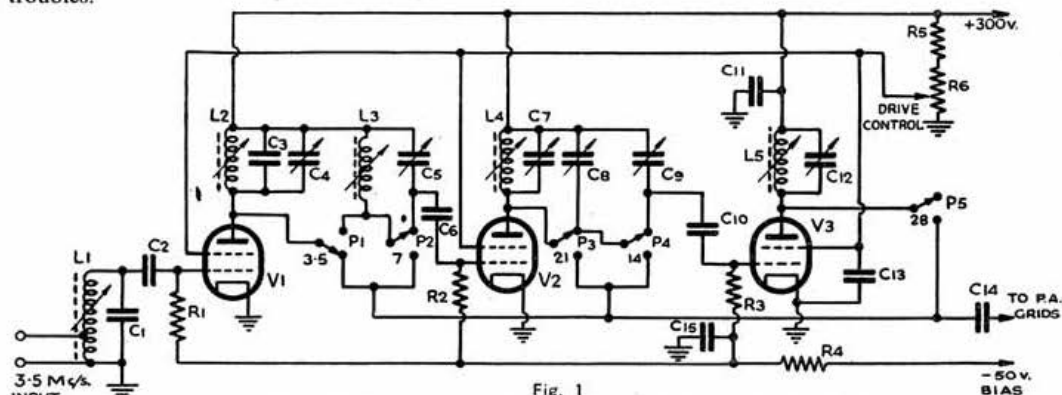 troubles.
+300v.
R5
C11
R6
L2
L3
L4
C7
DRIVE
CONTROL
C3
C4
C5
C8
C9
L5
C12
P5
28
P1
P2
C6
C10
V3
3·5
7
P3
21
P4
14
L1
C2
V1
R2
V2
R3
C13
C14
TO P.A.
GRIDS
C1
R1
C15
R4
3·5 Mc/s.
INPUT
Fig. 1
−50v.
BIAS